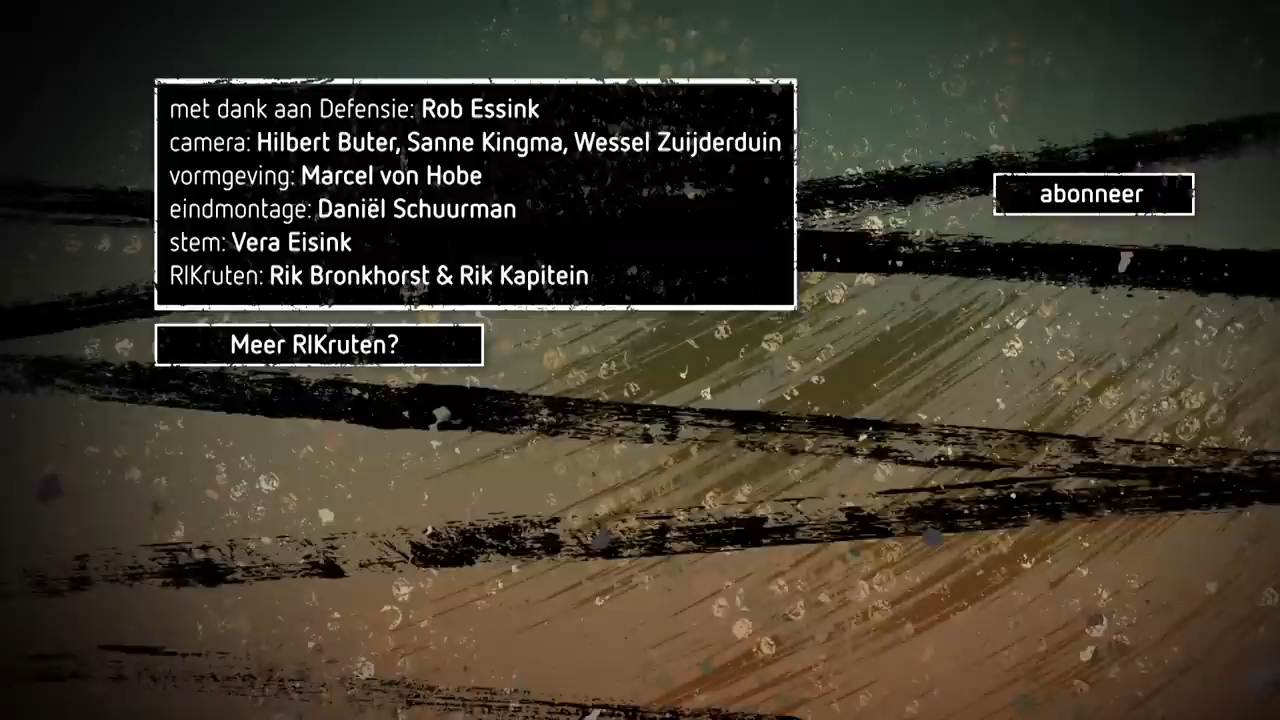 met dank aan Defensie: Rob Essink
camera: Hilbert Buter, Sanne Kingma, Wessel Zuijderduin
vormgeving: Marcel von Hobe
eindmontage: Daniël Schuurman
stem: Vera Eisink
RIKruten: Rik Bronkhorst & Rik Kapitein
Meer RIKruten?
abonneer